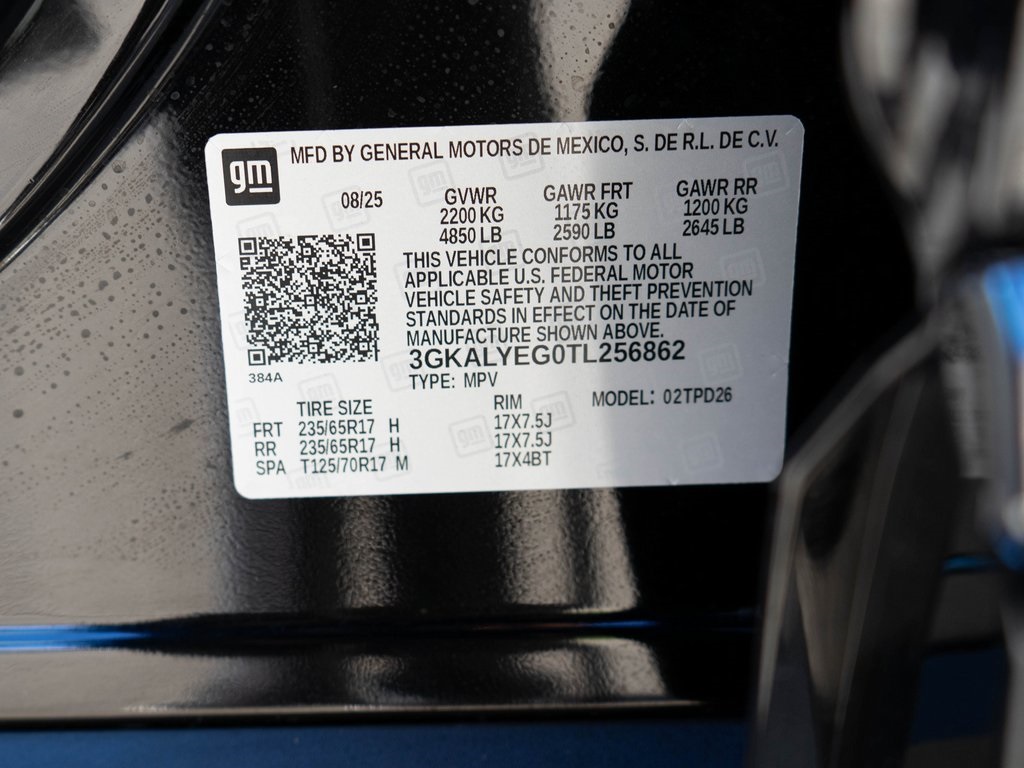 gm MFD BY GENERAL MOTORS DE MEXICO, S. DE R.L. DE C.V.
08/25 GVWR GAWR FRT GAWR RR
2200 KG 1175 KG 1200 KG
4850 LB 2590 LB 2645 LB
THIS VEHICLE CONFORMS TO ALL
APPLICABLE U.S. FEDERAL MOTOR
VEHICLE SAFETY AND THEFT PREVENTION
STANDARDS IN EFFECT ON THE DATE OF
MANUFACTURE SHOWN ABOVE.
3GKALYEG0TL256862
384A
TYPE: MPV
MODEL: 02TPD26
TIRE SIZE RIM
FRT 235/65R17 H 17X7.5J
RR 235/65R17 H 17X7.5J
SPA T125/70R17 M 17X4BT